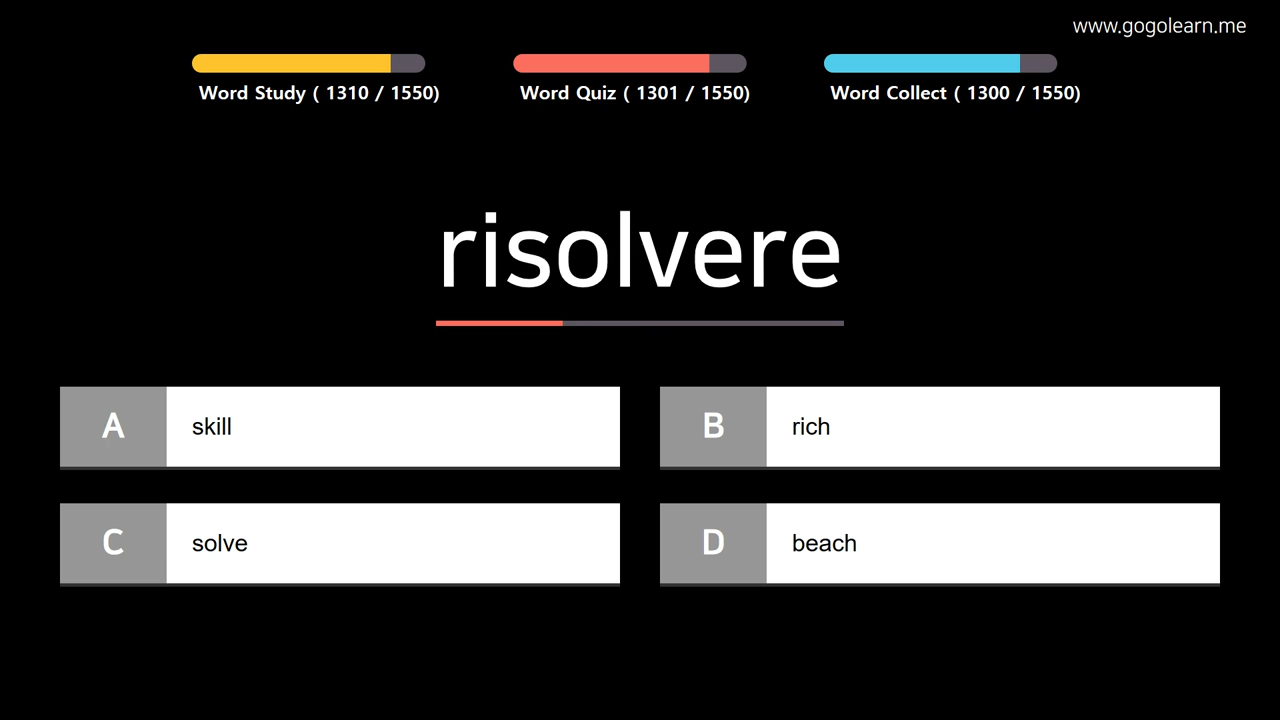 www.gogolearn.me
Word Study ( 1310 / 1550)
Word Quiz ( 1301 / 1550)
Word Collect ( 1300 / 1550)
risolvere
A skill
B rich
C solve
D beach